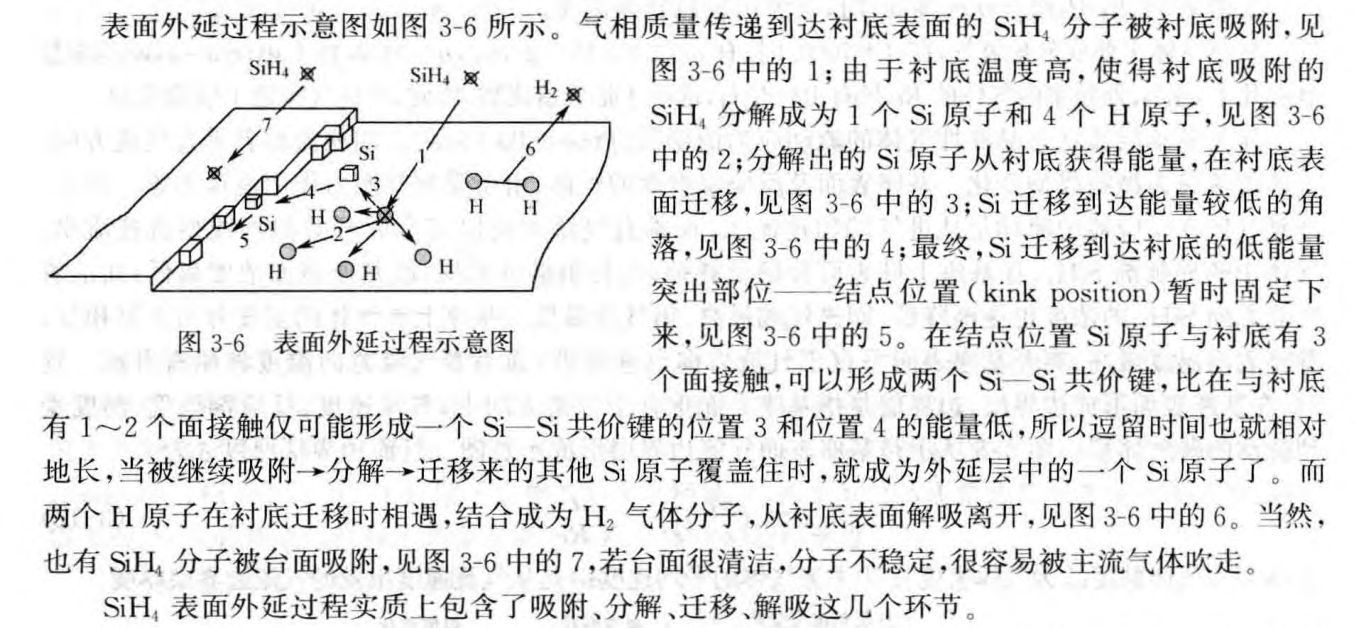 表面外延过程示意图如图 3-6 所示。气相质量传递到达衬底表面的 SiH₄ 分子被衬底吸附,见
图 3-6 中的 1;由于衬底温度高,使得衬底吸附的
SiH₄ 分解成为 1 个 Si 原子和 4 个 H 原子,见图 3-6
中的 2;分解出的 Si 原子从衬底获得能量,在衬底表
面迁移,见图 3-6 中的 3;Si 迁移到达能量较低的角
落,见图 3-6 中的 4;最终,Si 迁移到达衬底的低能量
突出部位——结点位置(kink position)暂时固定下
来,见图 3-6 中的 5。在结点位置 Si 原子与衬底有 3
个面接触,可以形成两个 Si—Si 共价键,比在与衬底
SiH₄
SiH₄
H₂
7
Si
1
6
4
3
H
H
H
Si
2
5
H
H
H
图 3-6 表面外延过程示意图
有 1~2 个面接触仅可能形成一个 Si—Si 共价键的位置 3 和位置 4 的能量低,所以逗留时间也就相对
地长,当被继续吸附→分解→迁移来的其他 Si 原子覆盖住时,就成为外延层中的一个 Si 原子了。而
两个 H 原子在衬底迁移时相遇,结合成为 H₂ 气体分子,从衬底表面解吸离开,见图 3-6 中的 6。当然,
也有 SiH₄ 分子被台面吸附,见图 3-6 中的 7,若台面很清洁,分子不稳定,很容易被主流气体吹走。
SiH₄ 表面外延过程实质上包含了吸附、分解、迁移、解吸这几个环节。